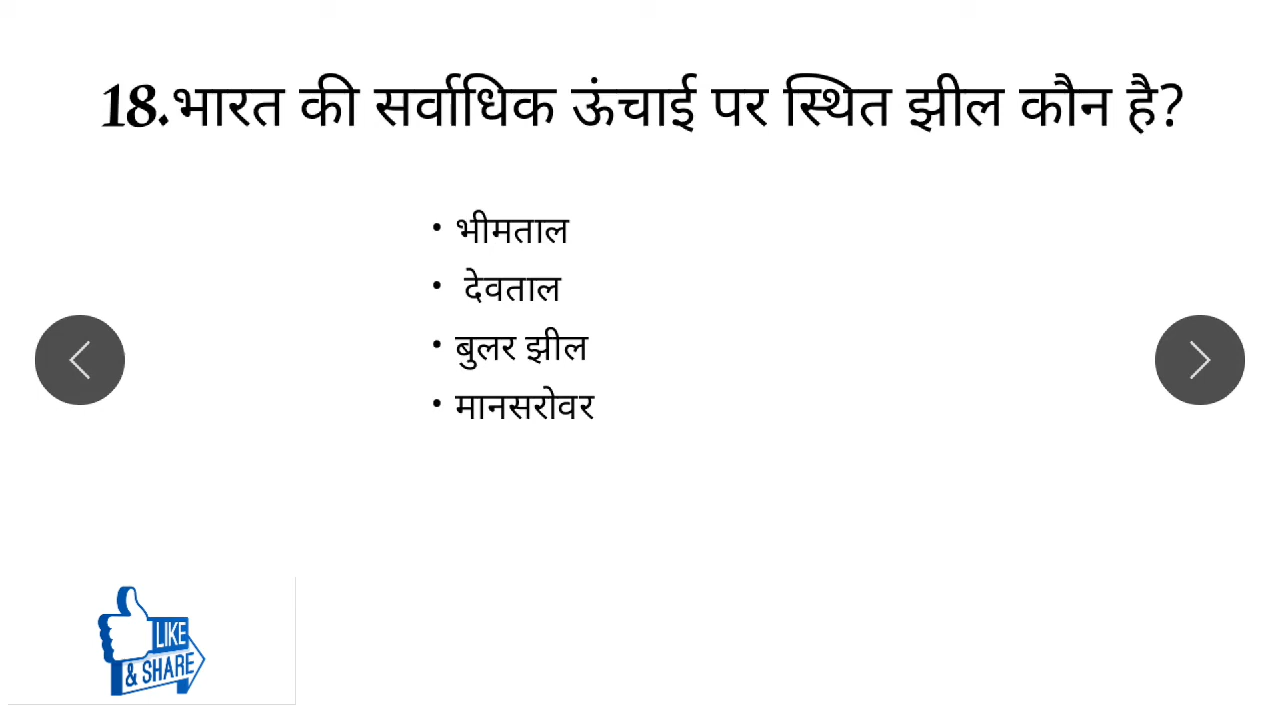 18.भारत की सर्वाधिक ऊंचाई पर स्थित झील कौन है?
• भीमताल
• देवताल
• बुलर झील
• मानसरोवर
LIKE
& SHARE